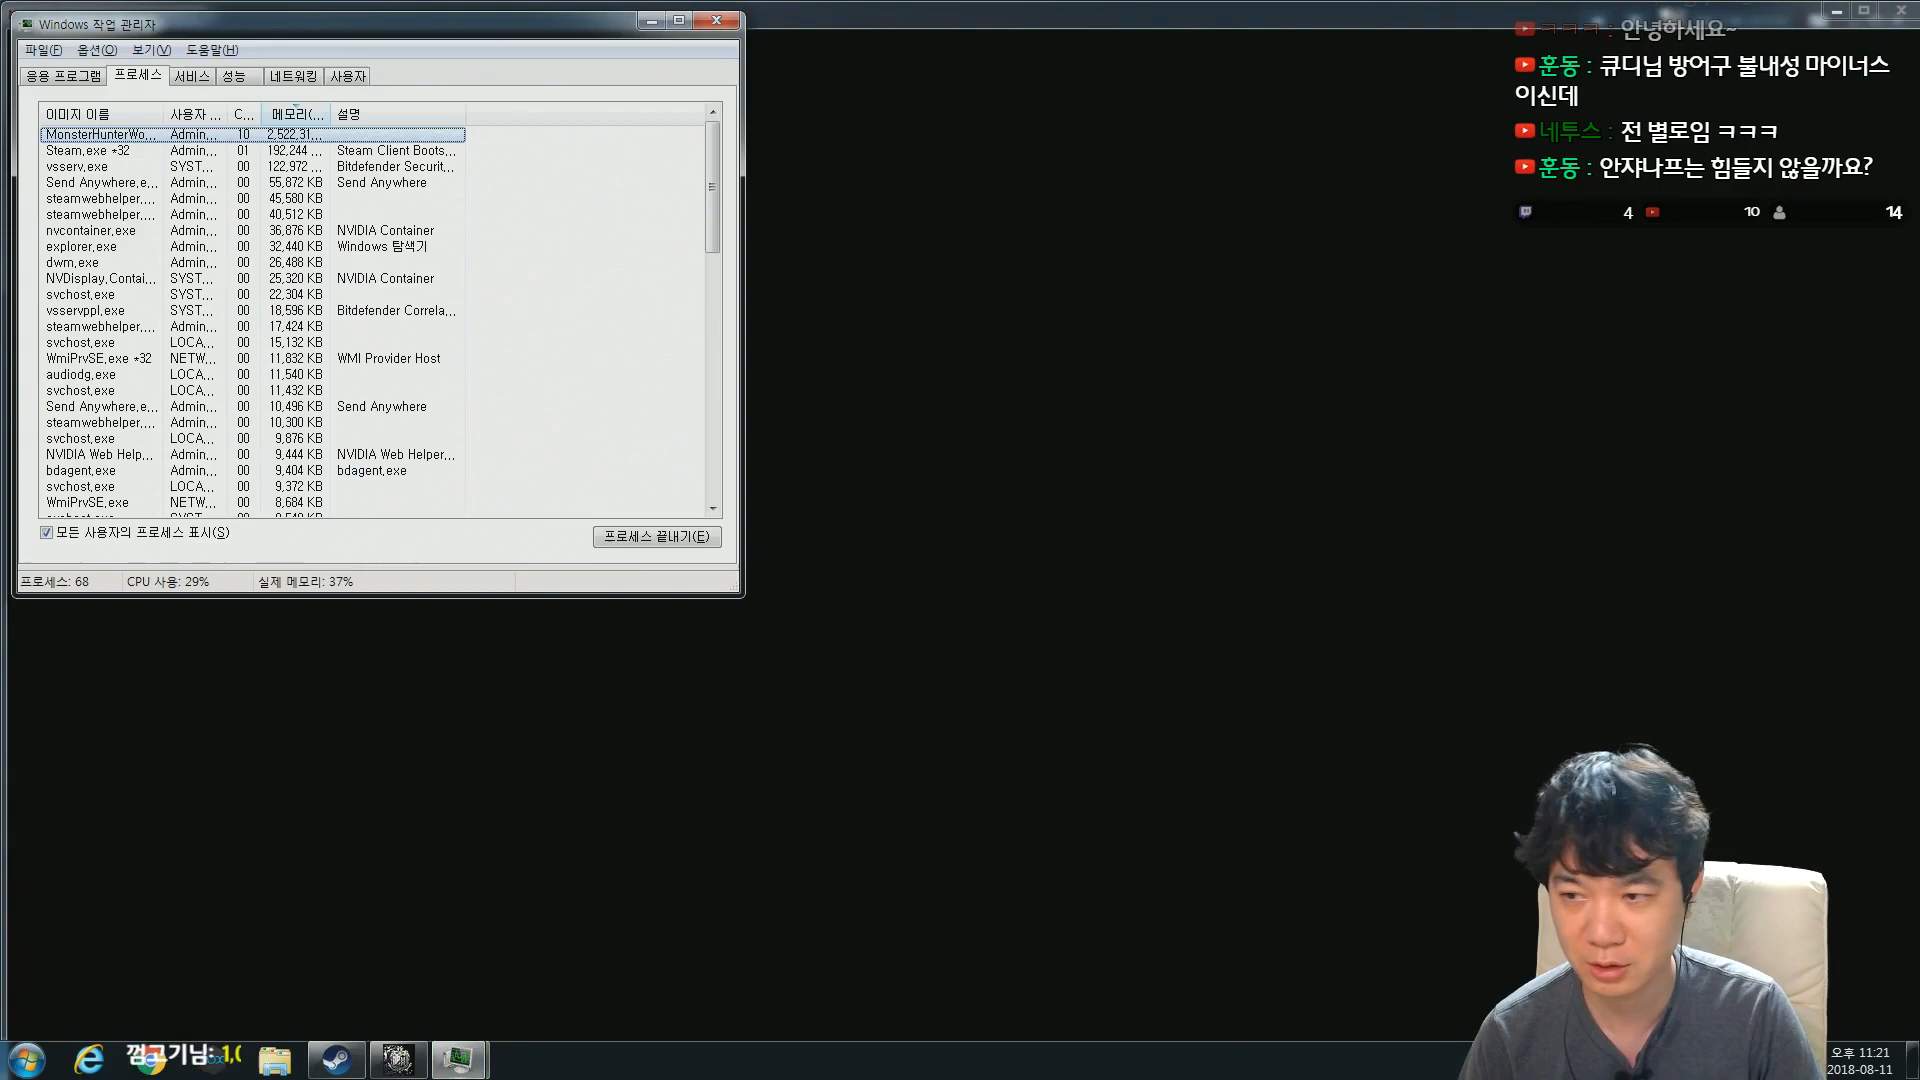 Windows 작업 관리자
파일(F) 옵션(O) 보기(V) 도움말(H)
응용 프로그램 프로세스 서비스 성능 네트워킹 사용자
이미지 이름 사용자 ... C... 메모리(... 설명
MonsterHunterWo... Admin... 10 2,522,31...
Steam.exe *32 Admin... 01 192,244 ... Steam Client Boots...
vsserv.exe SYST... 00 122,972 ... Bitdefender Securit...
Send Anywhere.e... Admin... 00 55,872 KB Send Anywhere
steamwebhelper.... Admin... 00 45,580 KB
steamwebhelper.... Admin... 00 40,512 KB
nvcontainer.exe Admin... 00 36,876 KB NVIDIA Container
explorer.exe Admin... 00 32,440 KB Windows 탐색기
dwm.exe Admin... 00 26,488 KB
NVDisplay.Contai... SYST... 00 25,320 KB NVIDIA Container
svchost.exe SYST... 00 22,304 KB
vsservppl.exe SYST... 00 18,596 KB Bitdefender Correla...
steamwebhelper.... Admin... 00 17,424 KB
svchost.exe LOCA... 00 15,132 KB
WmiPrvSE.exe *32 NETW... 00 11,832 KB WMI Provider Host
audiodg.exe LOCA... 00 11,540 KB
svchost.exe LOCA... 00 11,432 KB
Send Anywhere.e... Admin... 00 10,496 KB Send Anywhere
steamwebhelper.... Admin... 00 10,300 KB
svchost.exe LOCA... 00 9,876 KB
NVIDIA Web Help... Admin... 00 9,444 KB NVIDIA Web Helper...
bdagent.exe Admin... 00 9,404 KB bdagent.exe
svchost.exe LOCA... 00 9,372 KB
WmiPrvSE.exe NETW... 00 8,684 KB
모든 사용자의 프로세스 표시(S) 프로세스 끝내기(E)
프로세스: 68 CPU 사용: 29% 실제 메모리: 37%
ㅋㅋㅋ : 안녕하세요~
훈동 : 큐디님 방어구 불내성 마이너스
이신데
네투스 : 전 별로임 ㅋㅋㅋ
훈동 : 안쟈나프는 힘들지 않을까요?
4 10 14
껌고기님: 1,0
오후 11:21
2018-08-11